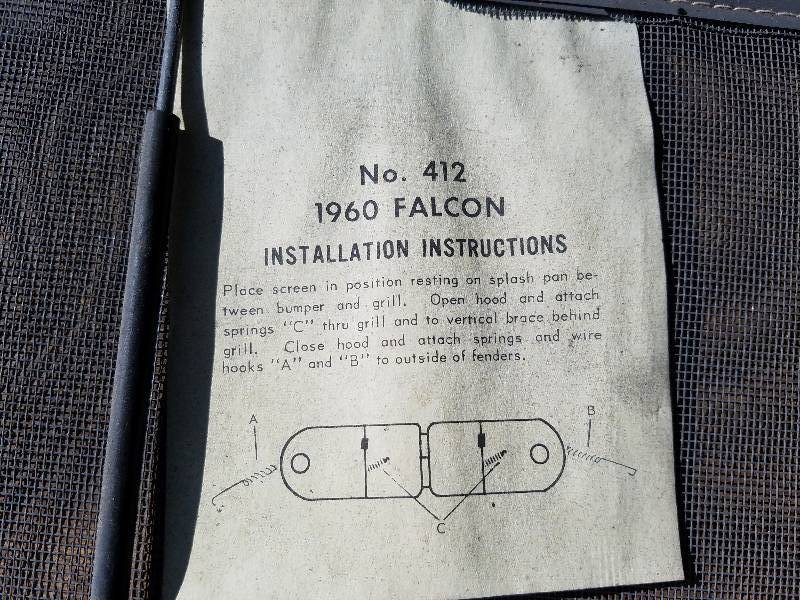 No. 412
1960 FALCON
INSTALLATION INSTRUCTIONS
Place screen in position resting on splash pan be-
tween bumper and grill. Open hood and attach
springs "C" thru grill and to vertical brace behind
grill. Close hood and attach springs and wire
hooks "A" and "B" to outside of fenders.
A
B
C